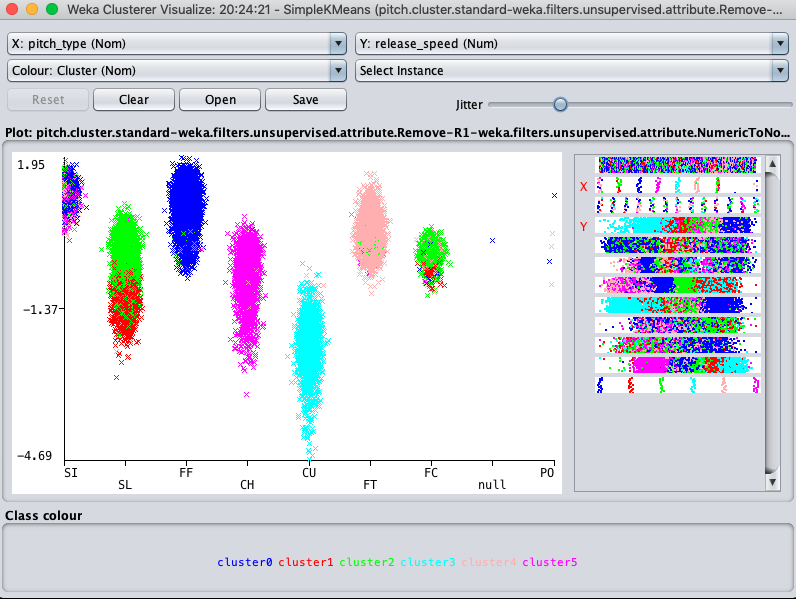 Weka Clusterer Visualize: 20:24:21 - SimpleKMeans (pitch.cluster.standard-weka.filters.unsupervised.attribute.Remove-...
X: pitch_type (Nom)
Y: release_speed (Num)
Colour: Cluster (Nom)
Select Instance
Reset
Clear
Open
Save
Jitter
Plot: pitch.cluster.standard-weka.filters.unsupervised.attribute.Remove-R1-weka.filters.unsupervised.attribute.NumericToNo...
1.95
-1.37
-4.69
SI
SL
FF
CH
CU
FT
FC
null
PO
X
Y
Class colour
cluster0 cluster1 cluster2 cluster3 cluster4 cluster5